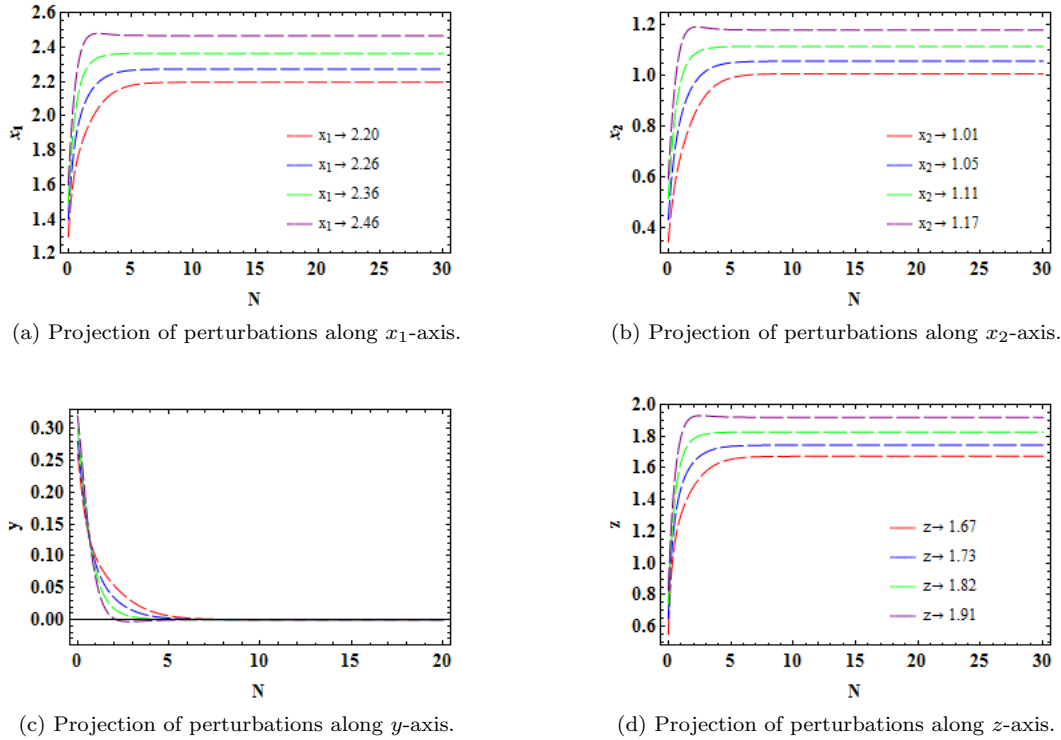 2.6
2.4
2.2
2.0
1.8
1.6
1.4
1.2
x₁
0 5 10 15 20 25 30
N
x₁→ 2.20
x₁→ 2.26
x₁→ 2.36
x₁→ 2.46
(a) Projection of perturbations along x₁-axis.
1.2
1.0
0.8
0.6
0.4
x₂
0 5 10 15 20 25 30
N
x₂→ 1.01
x₂→ 1.05
x₂→ 1.11
x₂→ 1.17
(b) Projection of perturbations along x₂-axis.
0.30
0.25
0.20
0.15
0.10
0.05
0.00
y
0 5 10 15 20
N
(c) Projection of perturbations along y-axis.
2.0
1.8
1.6
1.4
1.2
1.0
0.8
0.6
z
0 5 10 15 20 25 30
N
z→ 1.67
z→ 1.73
z→ 1.82
z→ 1.91
(d) Projection of perturbations along z-axis.